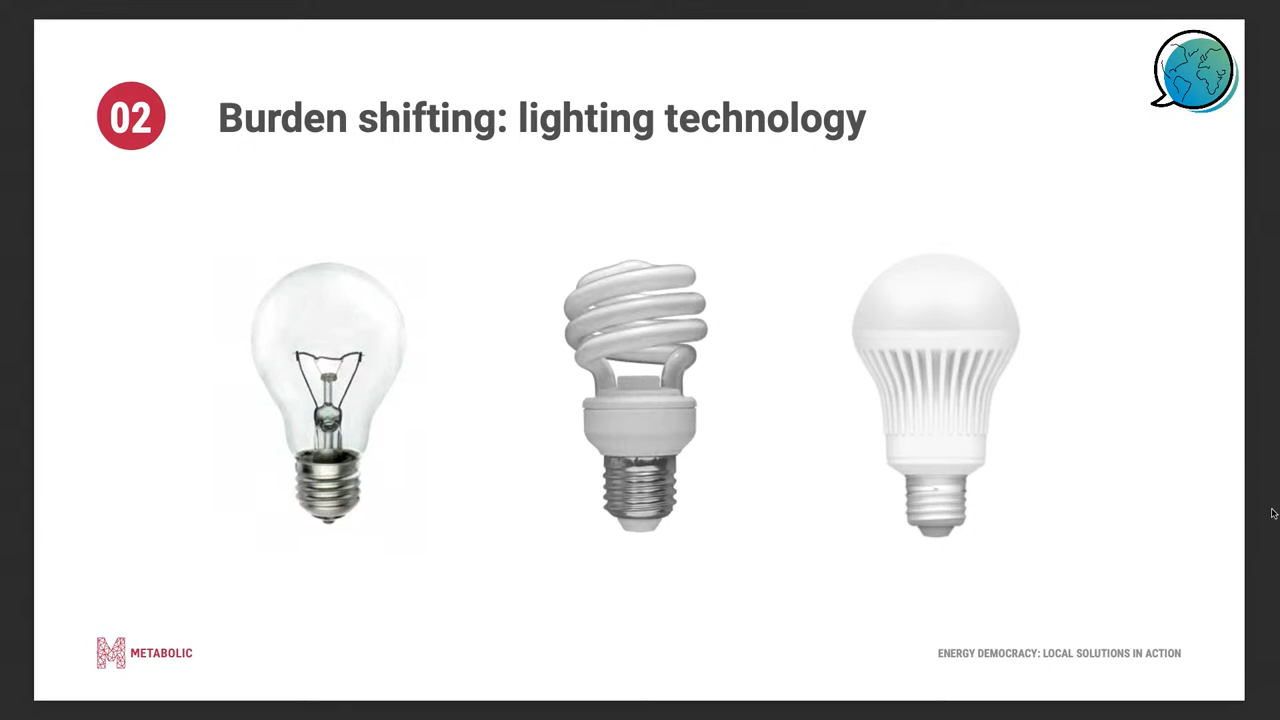 02
Burden shifting: lighting technology
METABOLIC
ENERGY DEMOCRACY: LOCAL SOLUTIONS IN ACTION